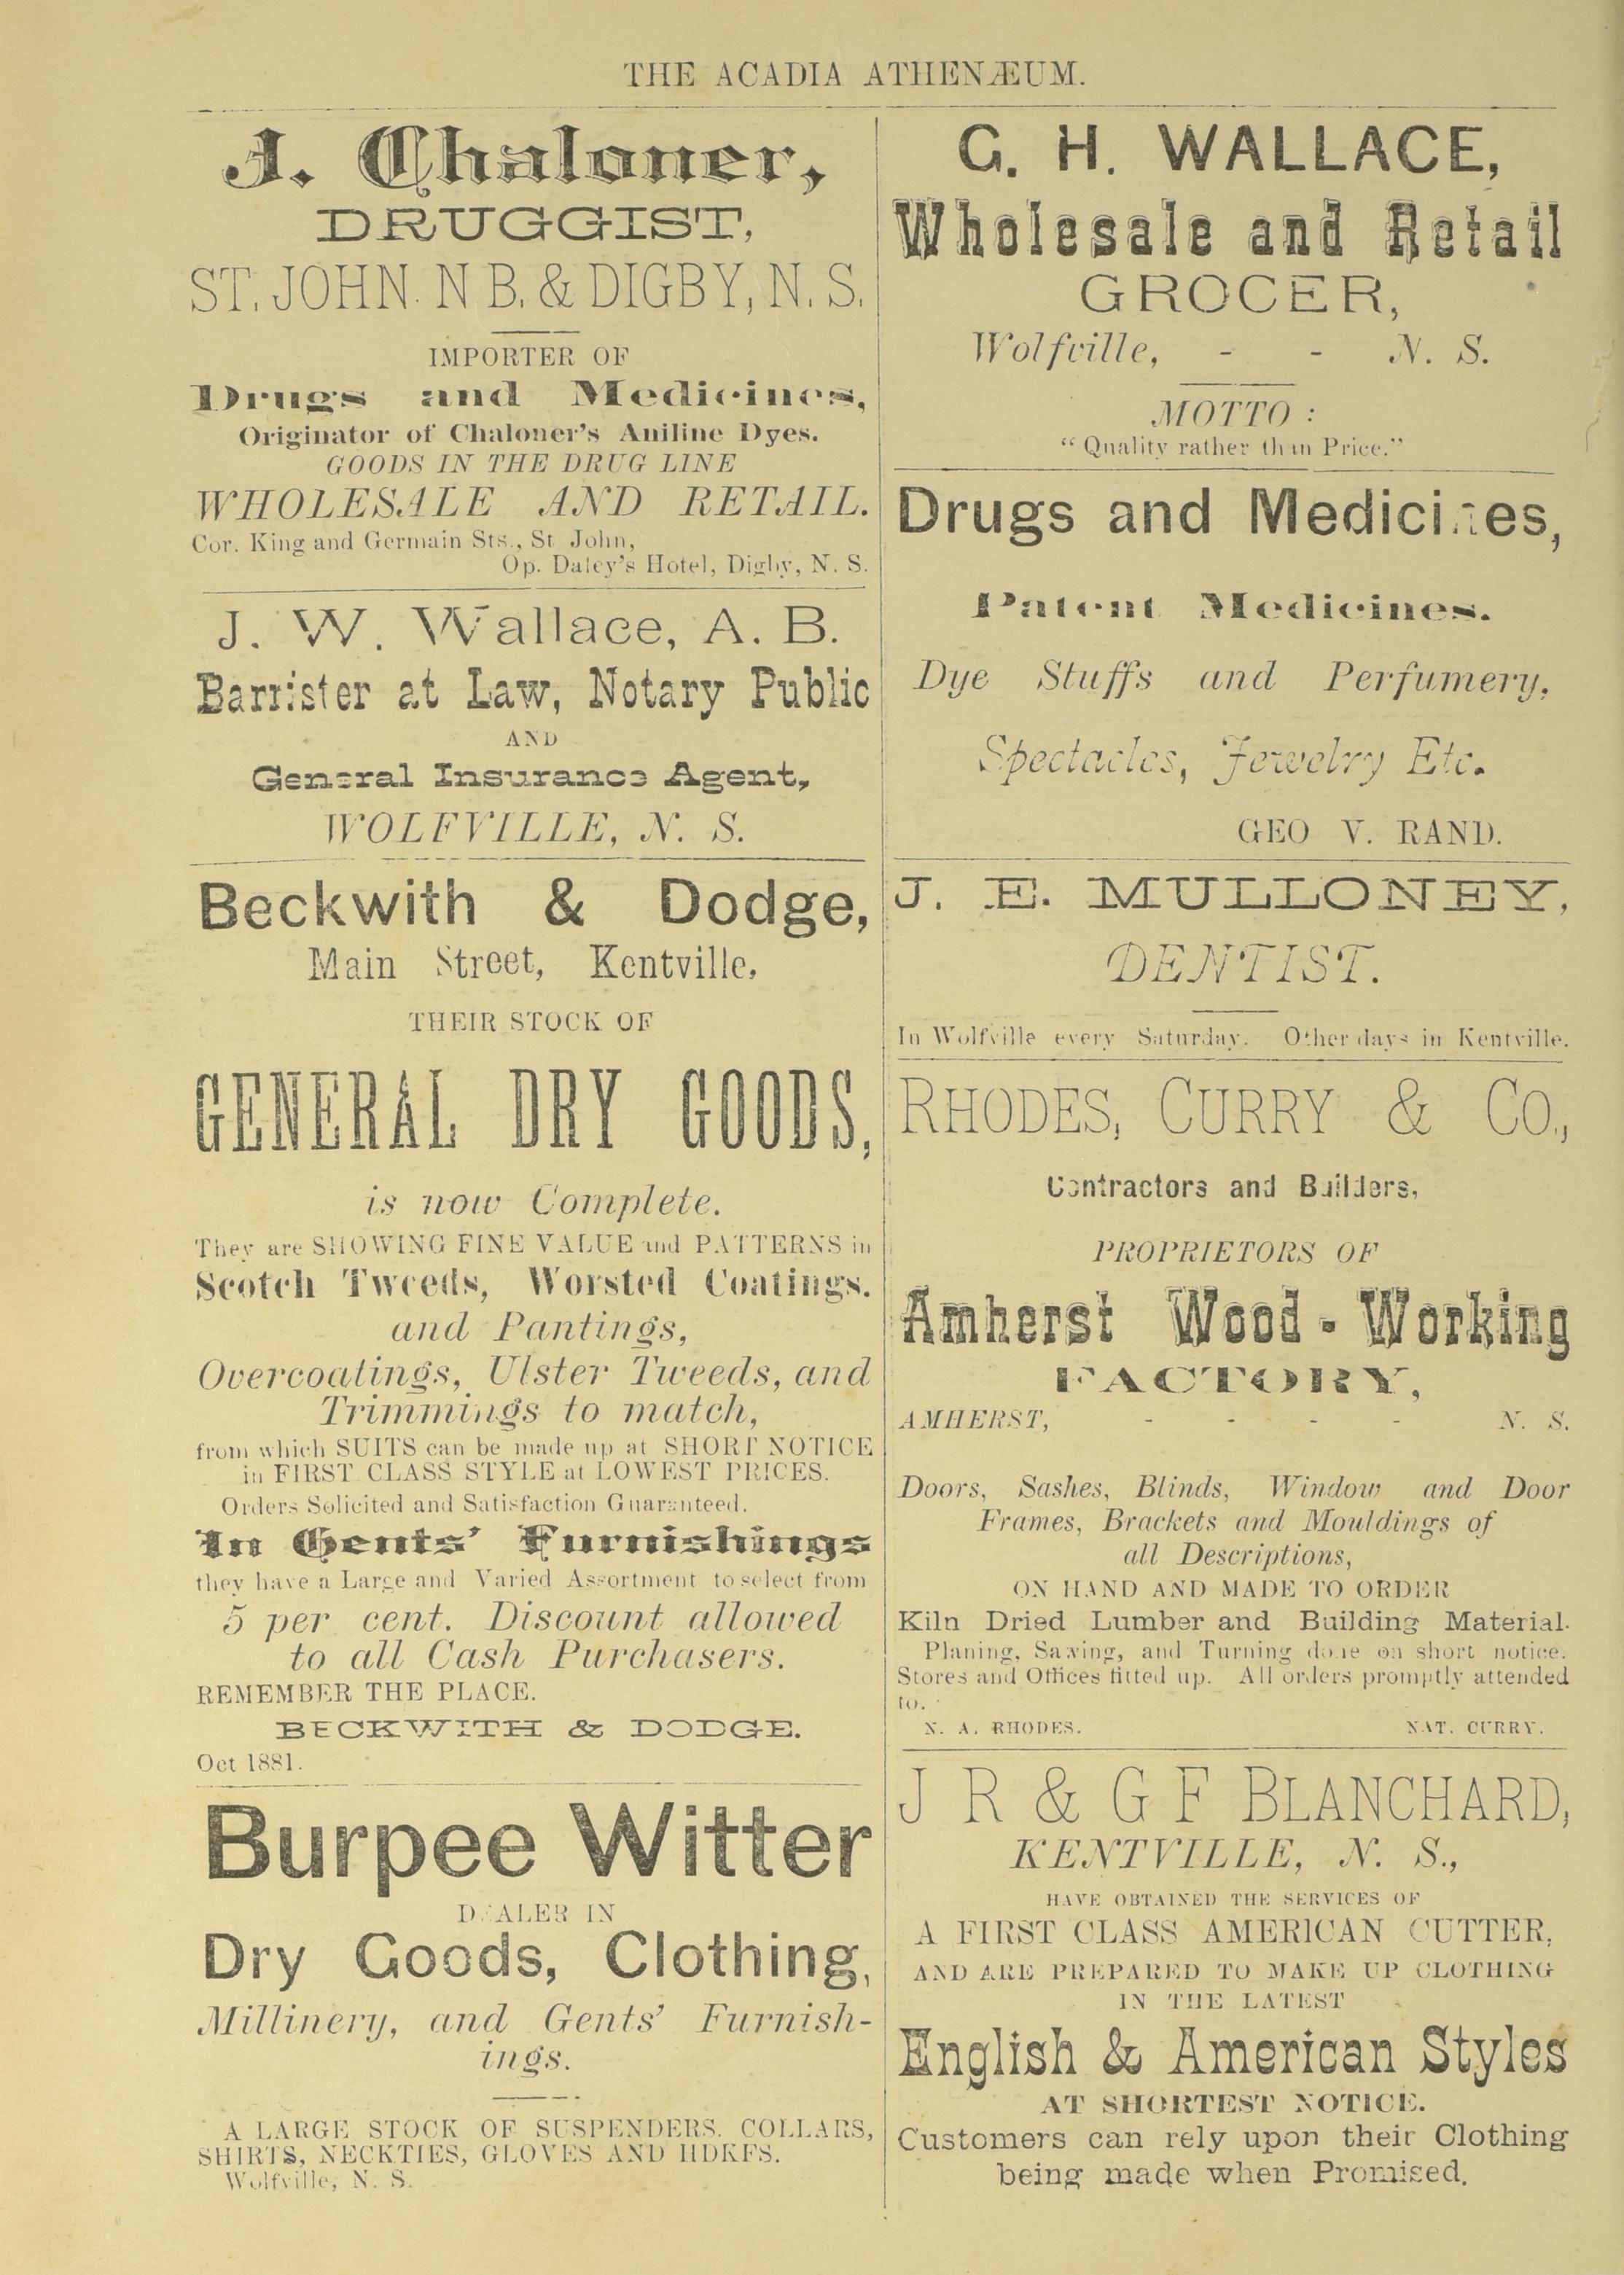 THE ACADIA ATHENÆUM.
J. Chaloner,
DRUGGIST,
ST. JOHN. N B. & DIGBY, N. S.
IMPORTER OF
Drugs and Medicines,
Originator of Chaloner's Aniline Dyes.
GOODS IN THE DRUG LINE
WHOLESALE AND RETAIL.
Cor. King and Germain Sts., St John,
Op. Daley's Hotel, Digby, N. S.
J. W. Wallace, A. B.
Barrister at Law, Notary Public
AND
General Insurance Agent,
WOLFVILLE, N. S.
Beckwith & Dodge,
Main Street, Kentville,
THEIR STOCK OF
GENERAL DRY GOODS,
is now Complete.
They are SHOWING FINE VALUE and PATTERNS in
Scotch Tweeds, Worsted Coatings.
and Pantings,
Overcoatings, Ulster Tweeds, and
Trimmings to match,
from which SUITS can be made up at SHORT NOTICE
in FIRST CLASS STYLE at LOWEST PRICES.
Orders Solicited and Satisfaction Guaranteed.
In Gents' Furnishings
they have a Large and Varied Assortment to select from
5 per cent. Discount allowed
to all Cash Purchasers.
REMEMBER THE PLACE.
BECKWITH & DODGE.
Oct 1881.
Burpee Witter
DEALER IN
Dry Goods, Clothing,
Millinery, and Gents' Furnish-
ings.
A LARGE STOCK OF SUSPENDERS. COLLARS,
SHIRTS, NECKTIES, GLOVES AND HDKFS.
Wolfville, N. S.
G. H. WALLACE,
Wholesale and Retail
GROCER,
Wolfville, - - N. S.
MOTTO :
"Quality rather than Price."
Drugs and Medicines,
Patent Medicines.
Dye Stuffs and Perfumery,
Spectacles, Jewelry Etc.
GEO V. RAND.
J. E. MULLONEY,
DENTIST.
In Wolfville every Saturday. Other days in Kentville.
RHODES, CURRY & CO.,
Contractors and Builders,
PROPRIETORS OF
Amherst Wood-Working
FACTORY,
AMHERST, - - - - N. S.
Doors, Sashes, Blinds, Window and Door
Frames, Brackets and Mouldings of
all Descriptions,
ON HAND AND MADE TO ORDER
Kiln Dried Lumber and Building Material.
Planing, Sawing, and Turning done on short notice.
Stores and Offices fitted up. All orders promptly attended
to.
N. A. RHODES. NAT. CURRY.
J R & G F BLANCHARD,
KENTVILLE, N. S.,
HAVE OBTAINED THE SERVICES OF
A FIRST CLASS AMERICAN CUTTER,
AND ARE PREPARED TO MAKE UP CLOTHING
IN THE LATEST
English & American Styles
AT SHORTEST NOTICE.
Customers can rely upon their Clothing
being made when Promised.